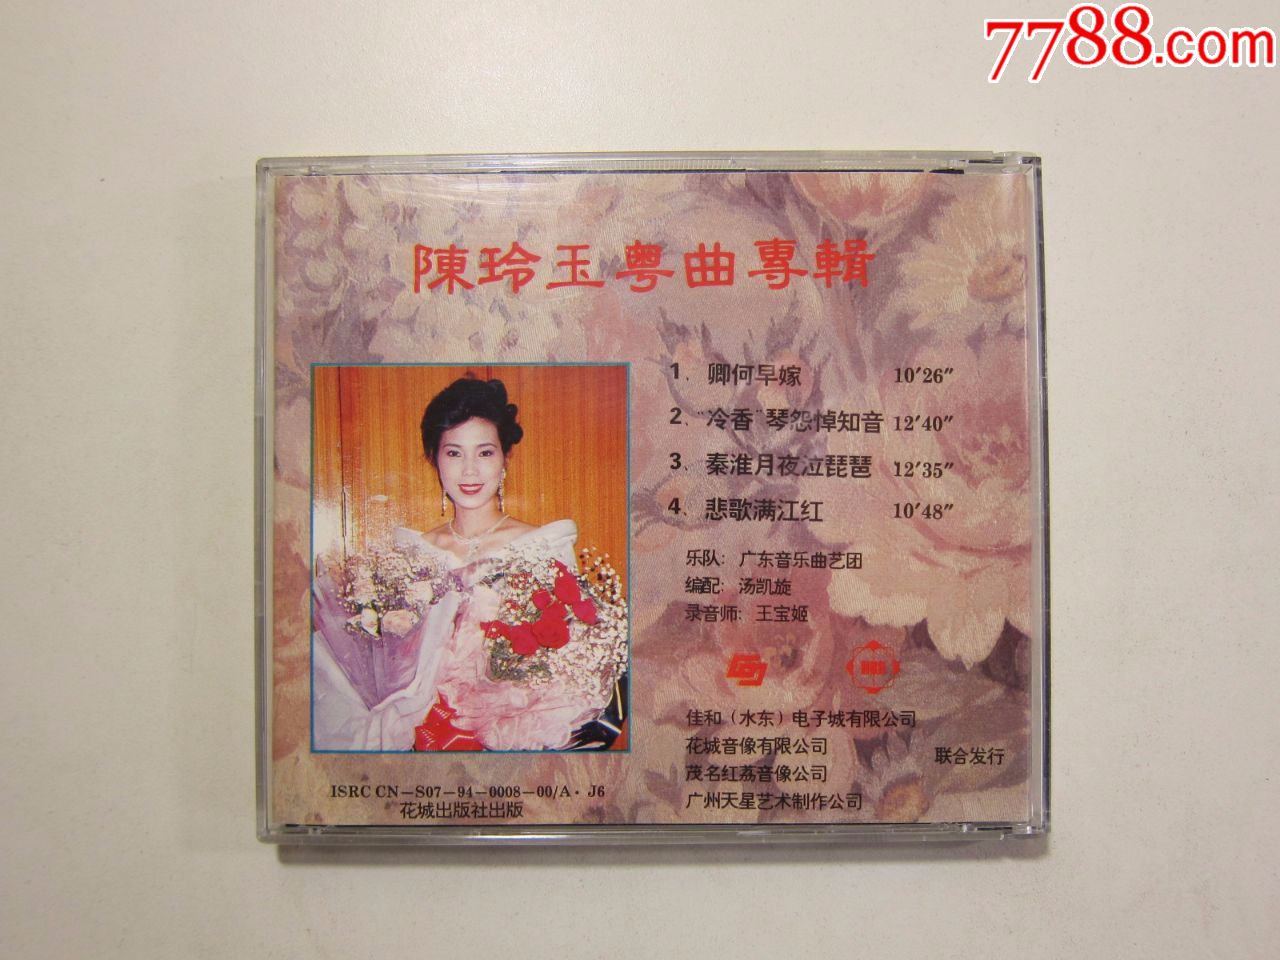 7788.com
陳玲玉粤曲專輯
1、卿何早嫁 10′26″
2、“冷香”琴怨悼知音 12′40″
3、秦淮月夜泣琵琶 12′35″
4、悲歌满江红 10′48″
乐队：广东音乐曲艺团
编配：汤凯旋
录音师：王宝姬
佳和（水东）电子城有限公司
花城音像有限公司
茂名红荔音像公司
广州天星艺术制作公司
联合发行
ISRC CN－S07－94－0008－00/A·J6
花城出版社出版